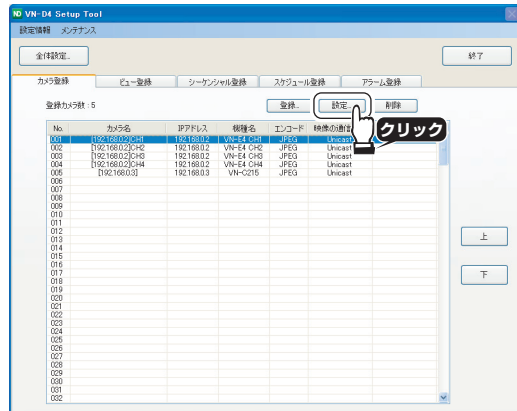 VN-D4 Setup Tool
設定情報 メンテナンス
全体設定...
終了
カメラ登録 ビュー登録 シーケンシャル登録 スケジュール登録 アラーム登録
登録カメラ数 : 5
登録... 設定... 削除
クリック
No. カメラ名 IPアドレス 機種名 エンコード 映像の通信
001 [192.168.0.2]CH1 192.168.0.2 VN-E4 CH1 JPEG Unicast
002 [192.168.0.2]CH2 192.168.0.2 VN-E4 CH2 JPEG Unicast
003 [192.168.0.2]CH3 192.168.0.2 VN-E4 CH3 JPEG Unicast
004 [192.168.0.2]CH4 192.168.0.2 VN-E4 CH4 JPEG Unicast
005 [192.168.0.3] 192.168.0.3 VN-C215 JPEG Unicast
006
007
008
009
010
011
012
013
014
015
016
017
018
019
020
021
022
023
024
025
026
027
028
029
030
031
032
上
下